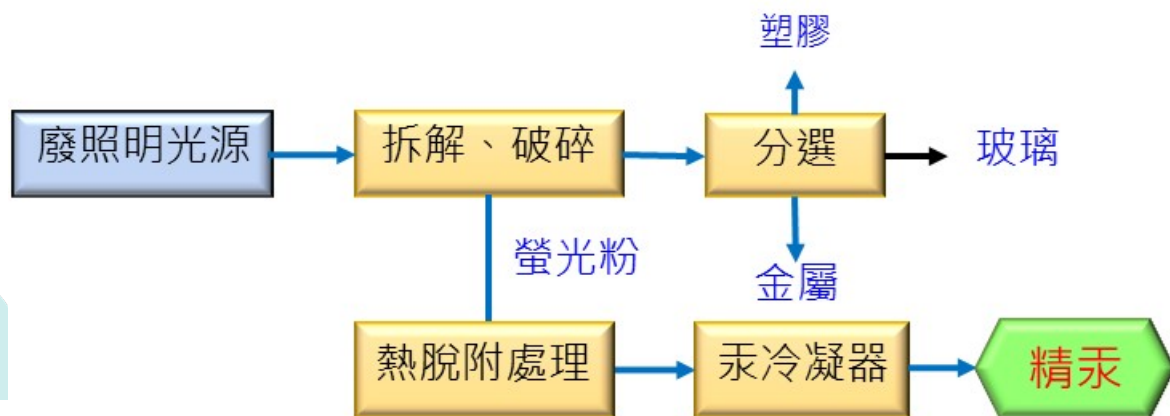 塑膠
廢照明光源
拆解、破碎
分選
玻璃
螢光粉
金屬
熱脫附處理
汞冷凝器
精汞